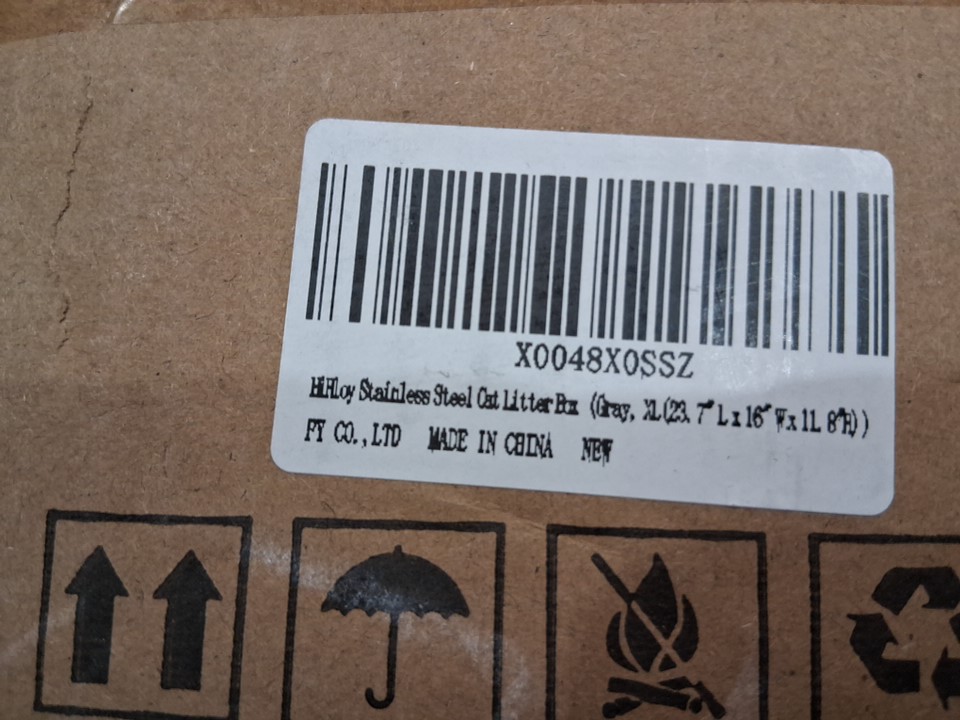 X0048X0SSZ
HiFloy Stainless Steel Cat Litter Box (Gray, XL(23.7" L x 16" W x 11.8"H))
FY CO.,LTD MADE IN CHINA NEW